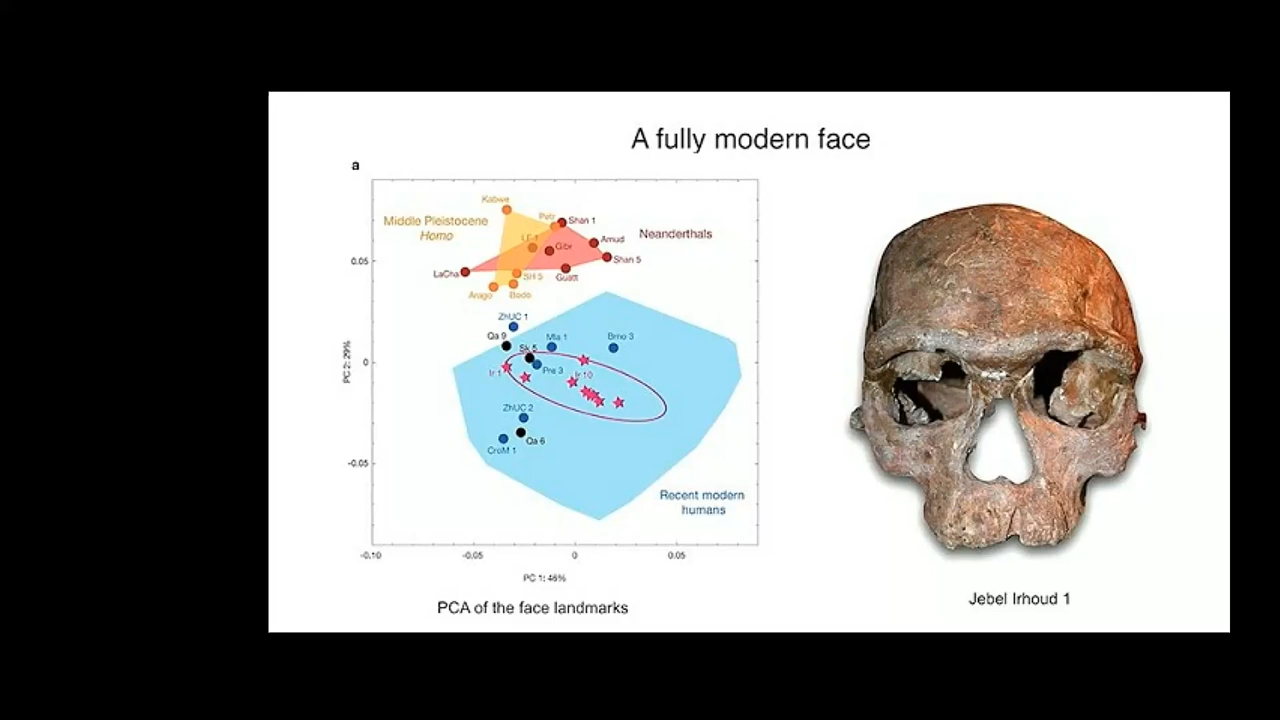 A fully modern face
a
Kabwe
Middle Pleistocene
Homo
Petr
Shan 1
Neanderthals
LF 1
Gibr
Amud
Shan 5
0.05
LaCha
SH 5
Guatt
Arago
Bodo
ZhUC 1
Qa 9
Sk 5
Mla 1
Brno 3
PC 2: 29%
0
Ir 1
Pre 3
Ir 10
ZhUC 2
Qa 6
CroM 1
-0.05
Recent modern
humans
-0.10
-0.05
0
0.05
PC 1: 46%
PCA of the face landmarks
Jebel Irhoud 1